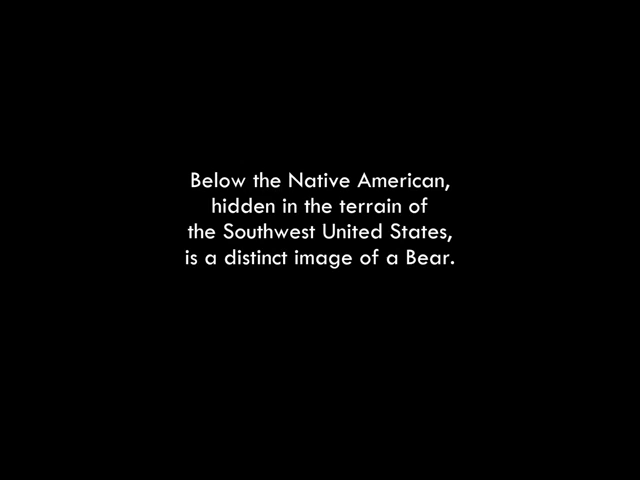 Below the Native American,
hidden in the terrain of
the Southwest United States,
is a distinct image of a Bear.